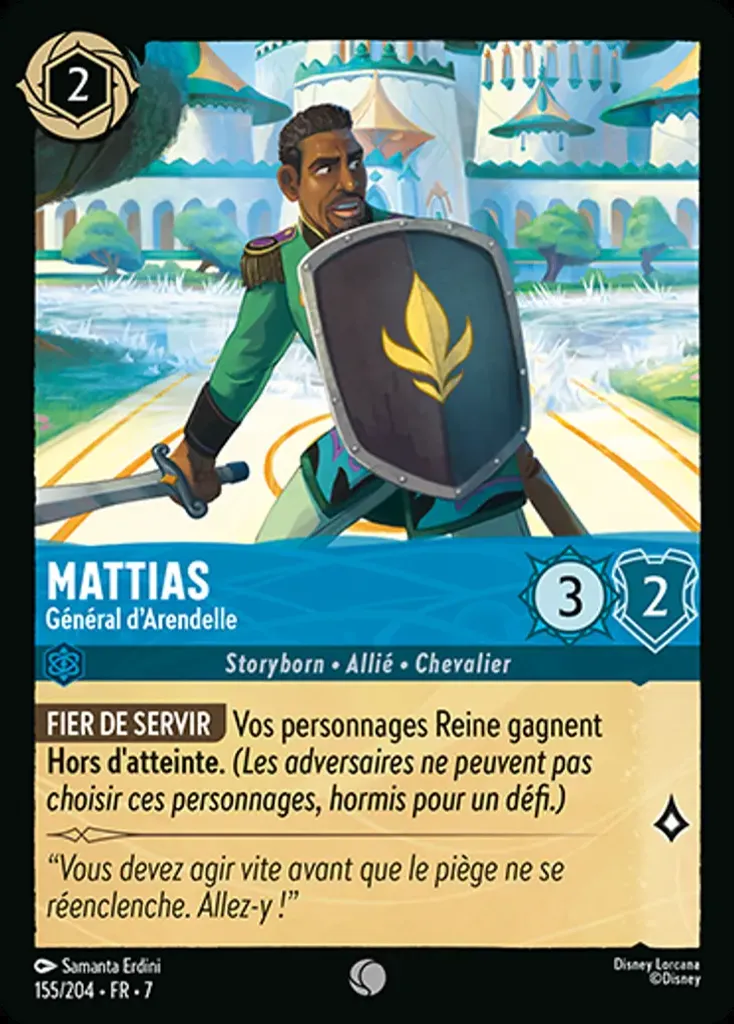 2
MATTIAS
Général d'Arendelle
3
2
Storyborn • Allié • Chevalier
FIER DE SERVIR Vos personnages Reine gagnent
Hors d'atteinte. (Les adversaires ne peuvent pas
choisir ces personnages, hormis pour un défi.)
“Vous devez agir vite avant que le piège ne se
réenclenche. Allez-y !”
Samanta Erdini
155/204 • FR • 7
Disney Lorcana
©Disney